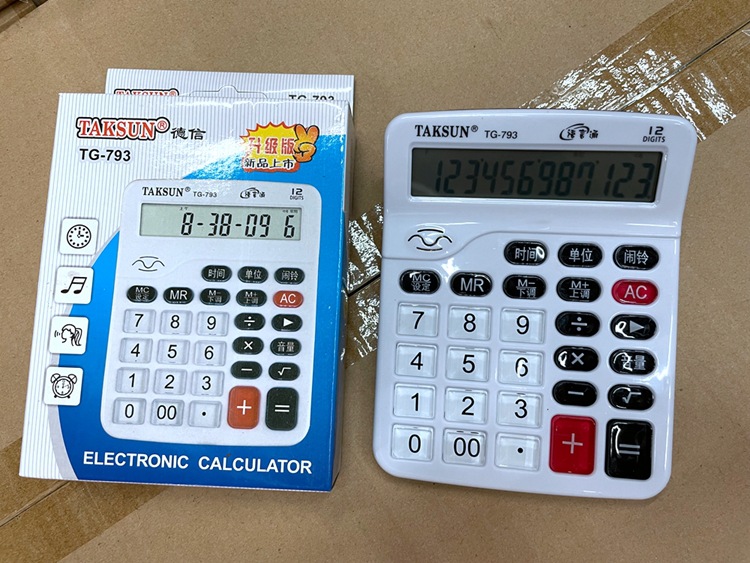 TAKSUN® 德信
TG-793
升级版
新品上市
TAKSUN® TG-793 12 DIGITS
8-38-09 6
时间 单位 闹铃
MC 设定 MR M- 下调 M+ 上调 AC
7 8 9 ÷ ▶
4 5 6 × 音量
1 2 3 − √
0 00 · + =
ELECTRONIC CALCULATOR
TAKSUN® TG-793 12 DIGITS
123456987123
时间 单位 闹铃
MC 设定 MR M- 下调 M+ 上调 AC
7 8 9 ÷ ▶
4 5 6 × 音量
1 2 3 − √
0 00 · + =